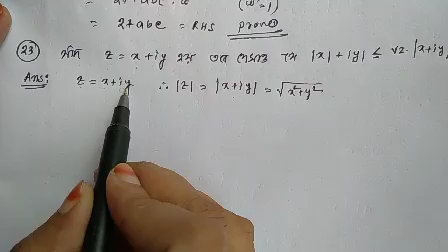 = 2+abc = RHS proved
(23) যদি z = x+iy হয় তবে দেখাও যে |x|+|y| ≤ √2. |x+iy|
Ans: z = x+iy ∴ |z| = |x+iy| = √x²+y²